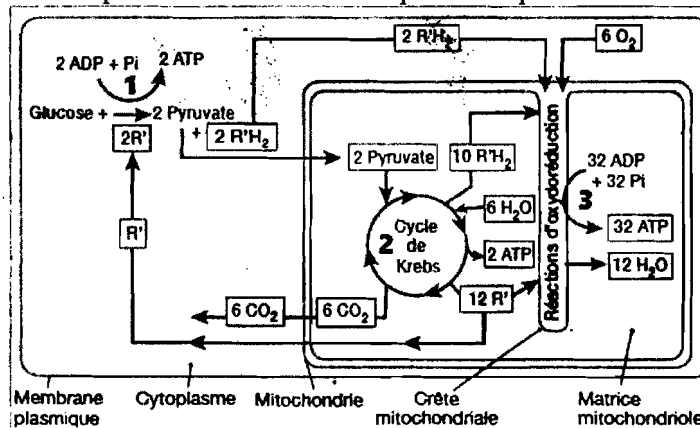 2 R'H₂
6 O₂
2 ADP + Pi
2 ATP
1
Glucose +
2 Pyruvate
2R'
+
2 R'H₂
Réactions d'oxydoréduction
2 Pyruvate
10 R'H₂
32 ADP
+ 32 Pi
3
R'
6 H₂O
2
Cycle
de
Krebs
32 ATP
2 ATP
12 H₂O
12 R'
6 CO₂
6 CO₂
Membrane
plasmique
Cytoplasme
Mitochondrie
Crête
mitochondriale
Matrice
mitochondriole